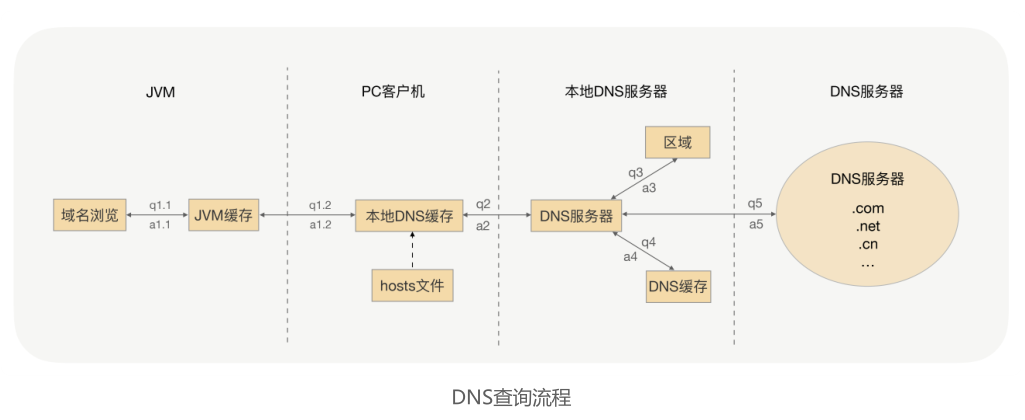 JVM
PC客户机
本地DNS服务器
DNS服务器
区域
q3
a3
DNS服务器
.com
.net
.cn
...
域名浏览
q1.1
a1.1
JVM缓存
q1.2
a1.2
本地DNS缓存
q2
a2
DNS服务器
q5
a5
q4
a4
hosts文件
DNS缓存
DNS查询流程